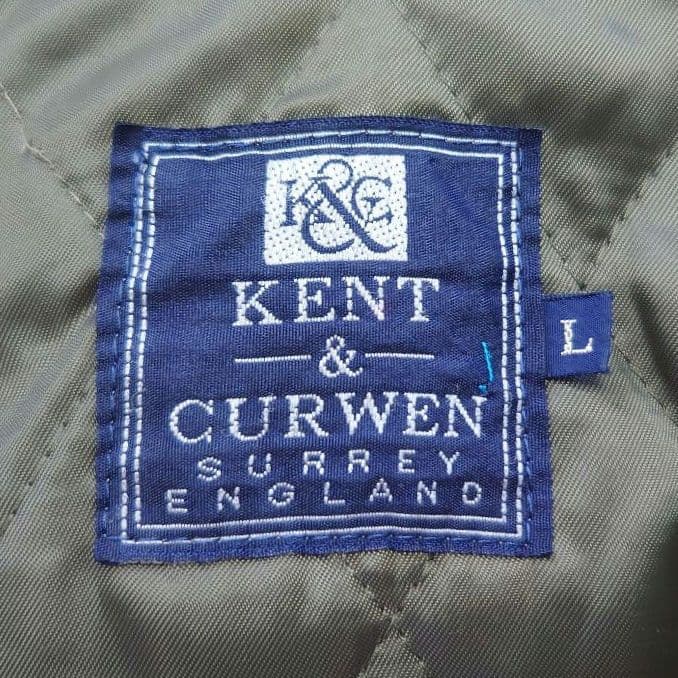 K&C
KENT
&
CURWEN
SURREY
ENGLAND
L